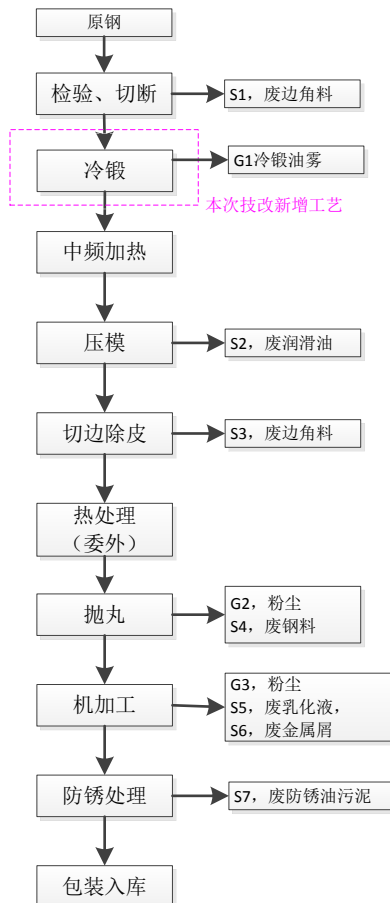 原钢
检验、切断
S1，废边角料
冷锻
G1冷锻油雾
本次技改新增工艺
中频加热
压模
S2，废润滑油
切边除皮
S3，废边角料
热处理
（委外）
抛丸
G2，粉尘
S4，废钢料
机加工
G3，粉尘
S5，废乳化液，
S6，废金属屑
防锈处理
S7，废防锈油污泥
包装入库